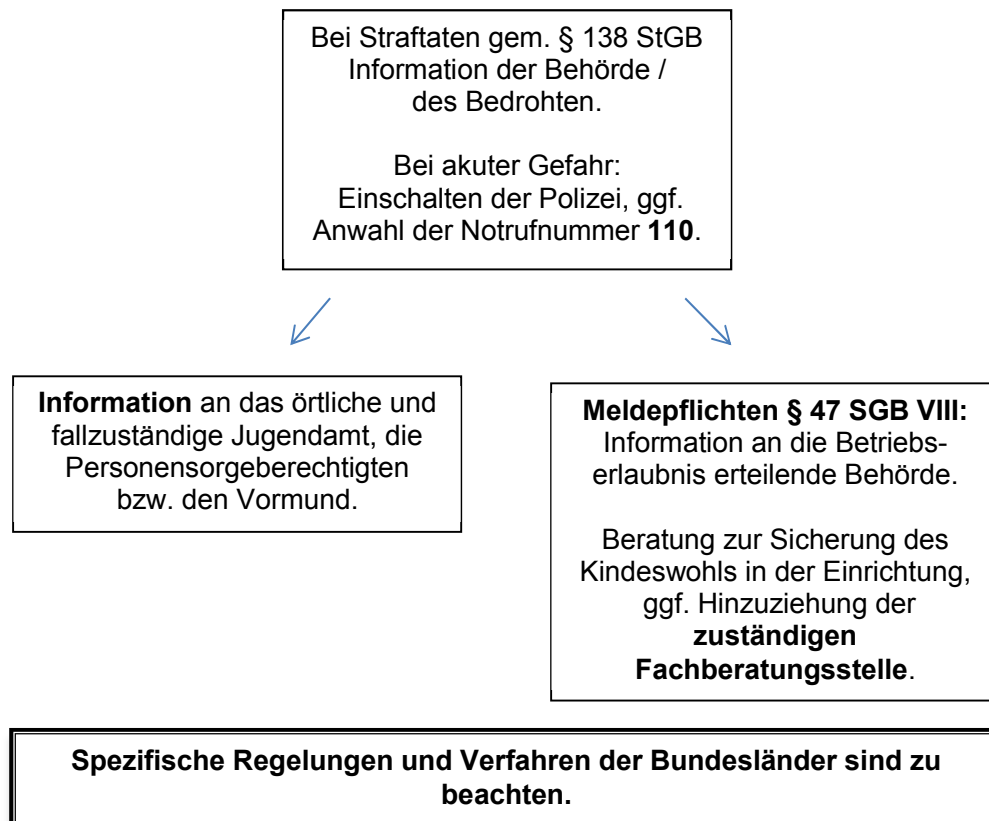 Bei Straftaten gem. § 138 StGB
Information der Behörde /
des Bedrohten.
Bei akuter Gefahr:
Einschalten der Polizei, ggf.
Anwahl der Notrufnummer 110.
Information an das örtliche und
fallzuständige Jugendamt, die
Personensorgeberechtigten
bzw. den Vormund.
Meldepflichten § 47 SGB VIII:
Information an die Betriebs-
erlaubnis erteilende Behörde.
Beratung zur Sicherung des
Kindeswohls in der Einrichtung,
ggf. Hinzuziehung der
zuständigen
Fachberatungsstelle.
Spezifische Regelungen und Verfahren der Bundesländer sind zu
beachten.